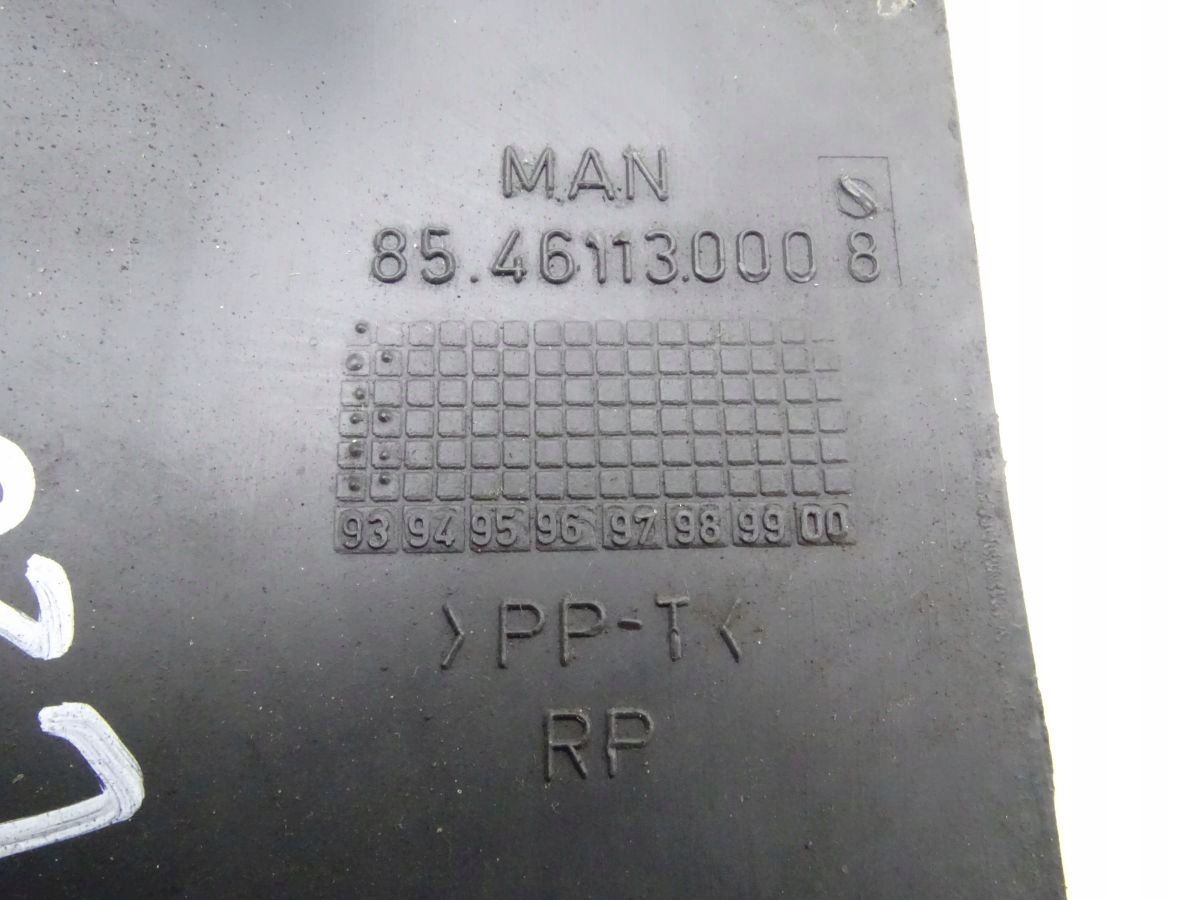 MAN
85.46113.000 8
93 94 95 96 97 98 99 00
>PP-T<
RP